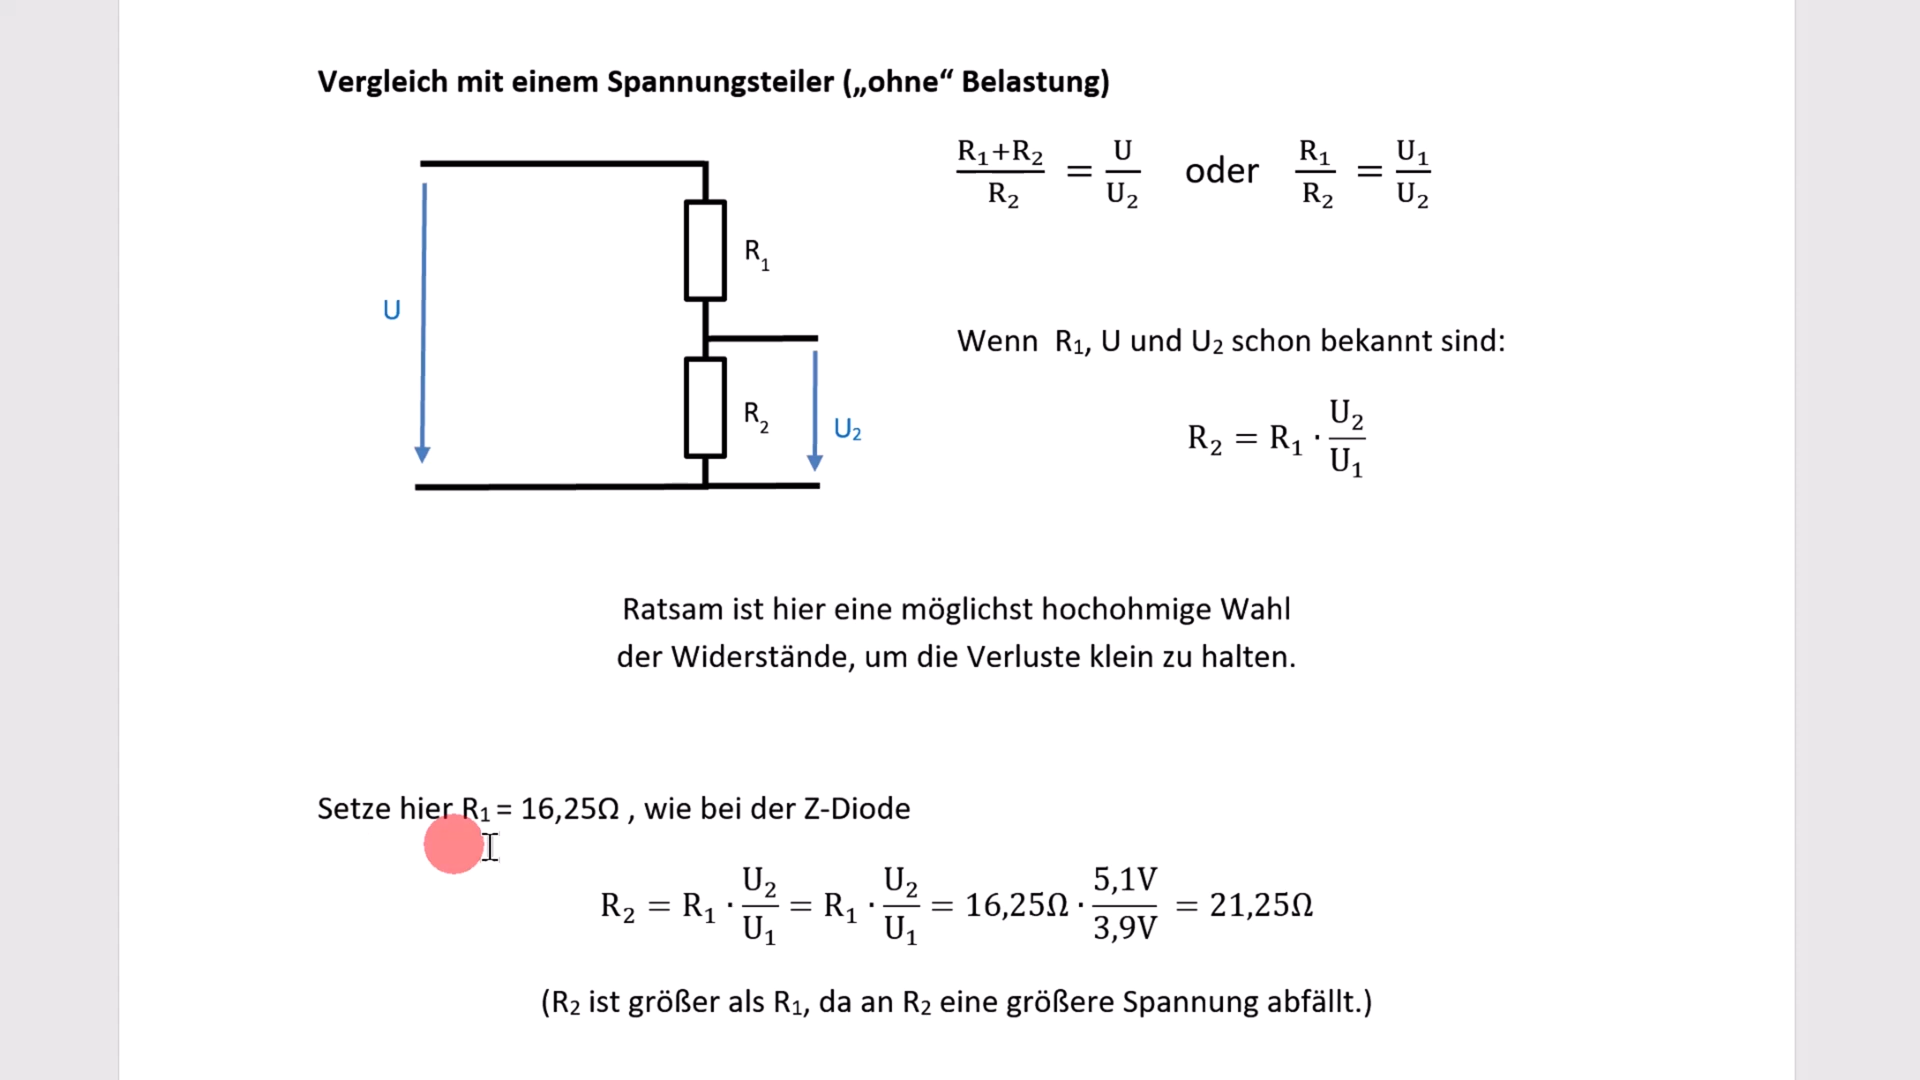 Vergleich mit einem Spannungsteiler („ohne“ Belastung)
R₁+R₂/R₂ = U/U₂ oder R₁/R₂ = U₁/U₂
R₁
U
Wenn R₁, U und U₂ schon bekannt sind:
R₂
U₂
R₂ = R₁ · U₂/U₁
Ratsam ist hier eine möglichst hochohmige Wahl
der Widerstände, um die Verluste klein zu halten.
Setze hier R₁ = 16,25Ω , wie bei der Z-Diode
R₂ = R₁ · U₂/U₁ = R₁ · U₂/U₁ = 16,25Ω · 5,1V/3,9V = 21,25Ω
(R₂ ist größer als R₁, da an R₂ eine größere Spannung abfällt.)